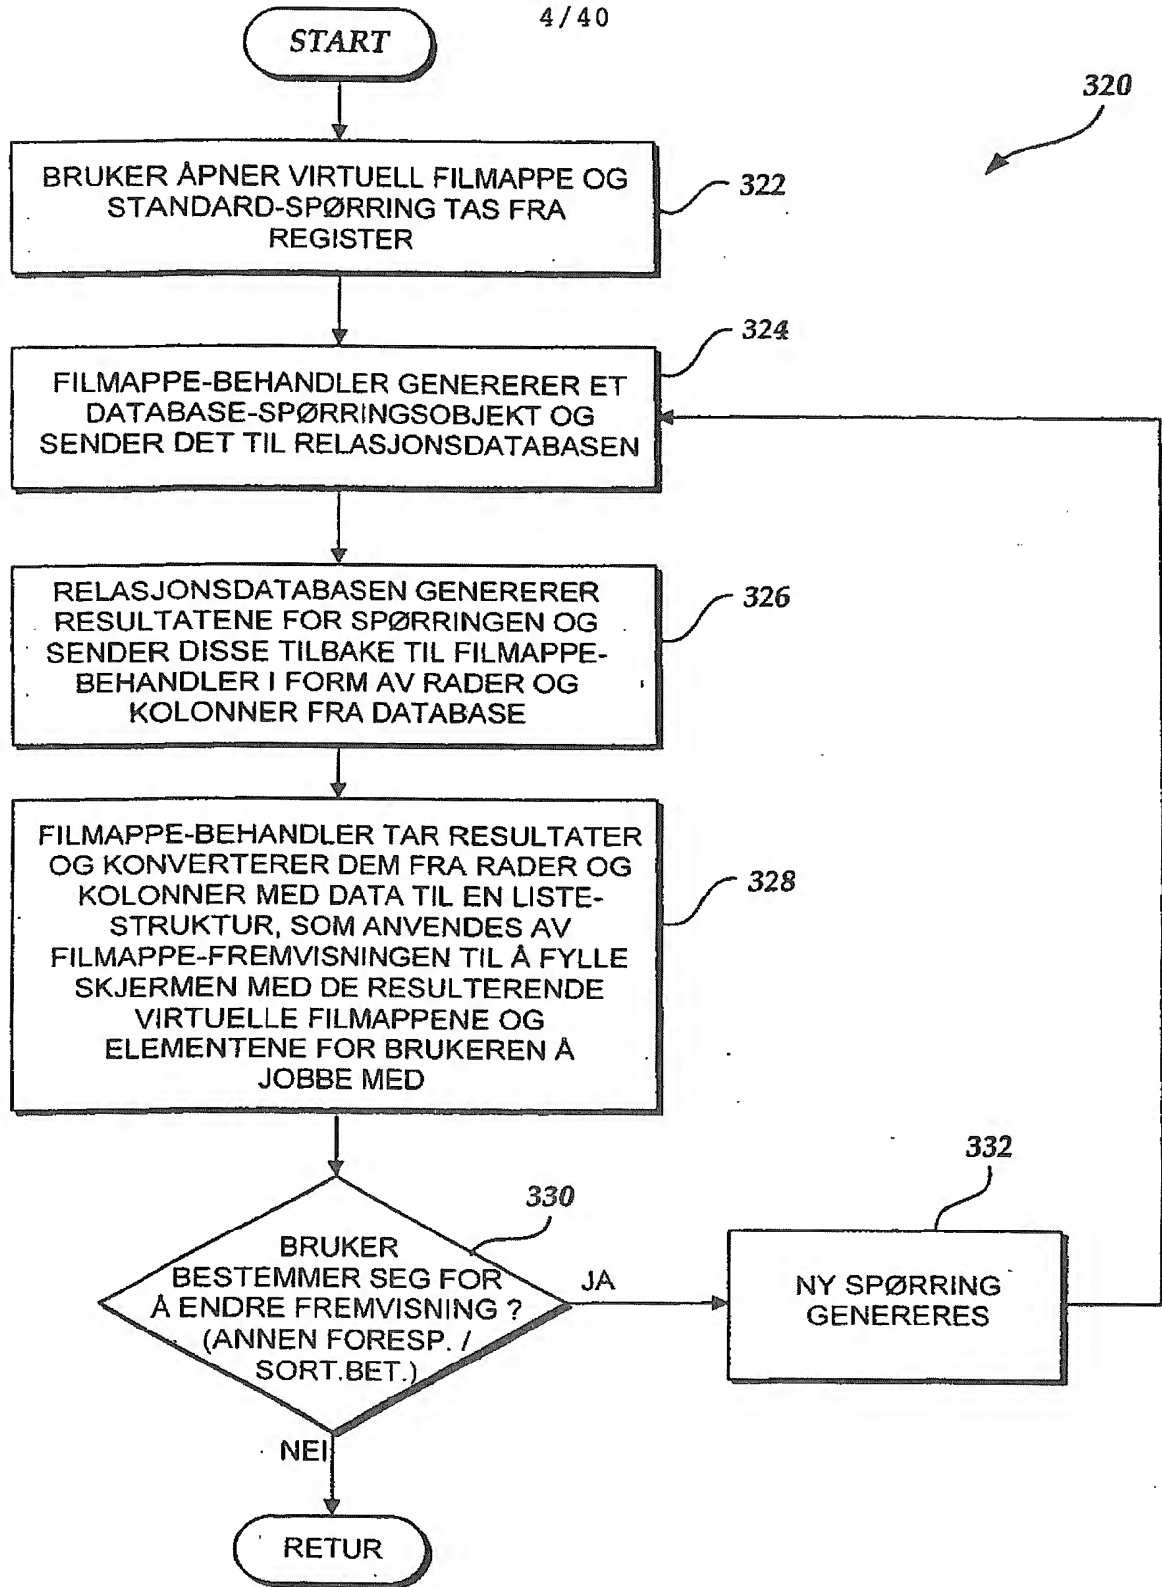 4/40
START
320
BRUKER ÅPNER VIRTUELL FILMAPPE OG
STANDARD-SPØRRING TAS FRA
REGISTER
322
324
FILMAPPE-BEHANDLER GENERERER ET
DATABASE-SPØRRINGSOBJEKT OG
SENDER DET TIL RELASJONSDATABASEN
RELASJONSDATABASEN GENERERER
RESULTATENE FOR SPØRRINGEN OG
SENDER DISSE TILBAKE TIL FILMAPPE-
BEHANDLER I FORM AV RADER OG
KOLONNER FRA DATABASE
326
FILMAPPE-BEHANDLER TAR RESULTATER
OG KONVERTERER DEM FRA RADER OG
KOLONNER MED DATA TIL EN LISTE-
STRUKTUR, SOM ANVENDES AV
FILMAPPE-FREMVISNINGEN TIL Å FYLLE
SKJERMEN MED DE RESULTERENDE
VIRTUELLE FILMAPPENE OG
ELEMENTENE FOR BRUKEREN Å
JOBBE MED
328
330
BRUKER
BESTEMMER SEG FOR
Å ENDRE FREMVISNING ?
(ANNEN FORESP. /
SORT.BET.)
JA
332
NY SPØRRING
GENERERES
NEI
RETUR